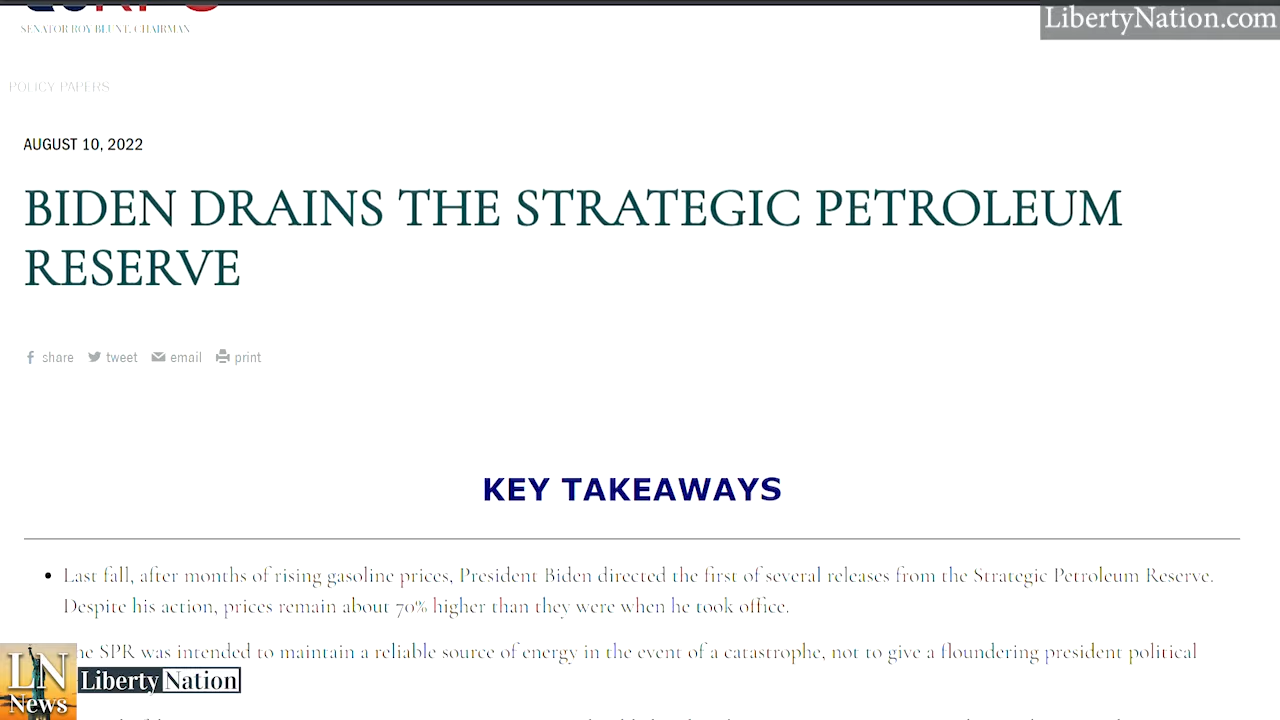 LibertyNation.com
SENATOR ROY BLUNT, CHAIRMAN
POLICY PAPERS
AUGUST 10, 2022
BIDEN DRAINS THE STRATEGIC PETROLEUM
RESERVE
share tweet email print
KEY TAKEAWAYS
• Last fall, after months of rising gasoline prices, President Biden directed the first of several releases from the Strategic Petroleum Reserve.
Despite his action, prices remain about 70% higher than they were when he took office.
SPR was intended to maintain a reliable source of energy in the event of a catastrophe, not to give a floundering president political
LN
News
Liberty Nation